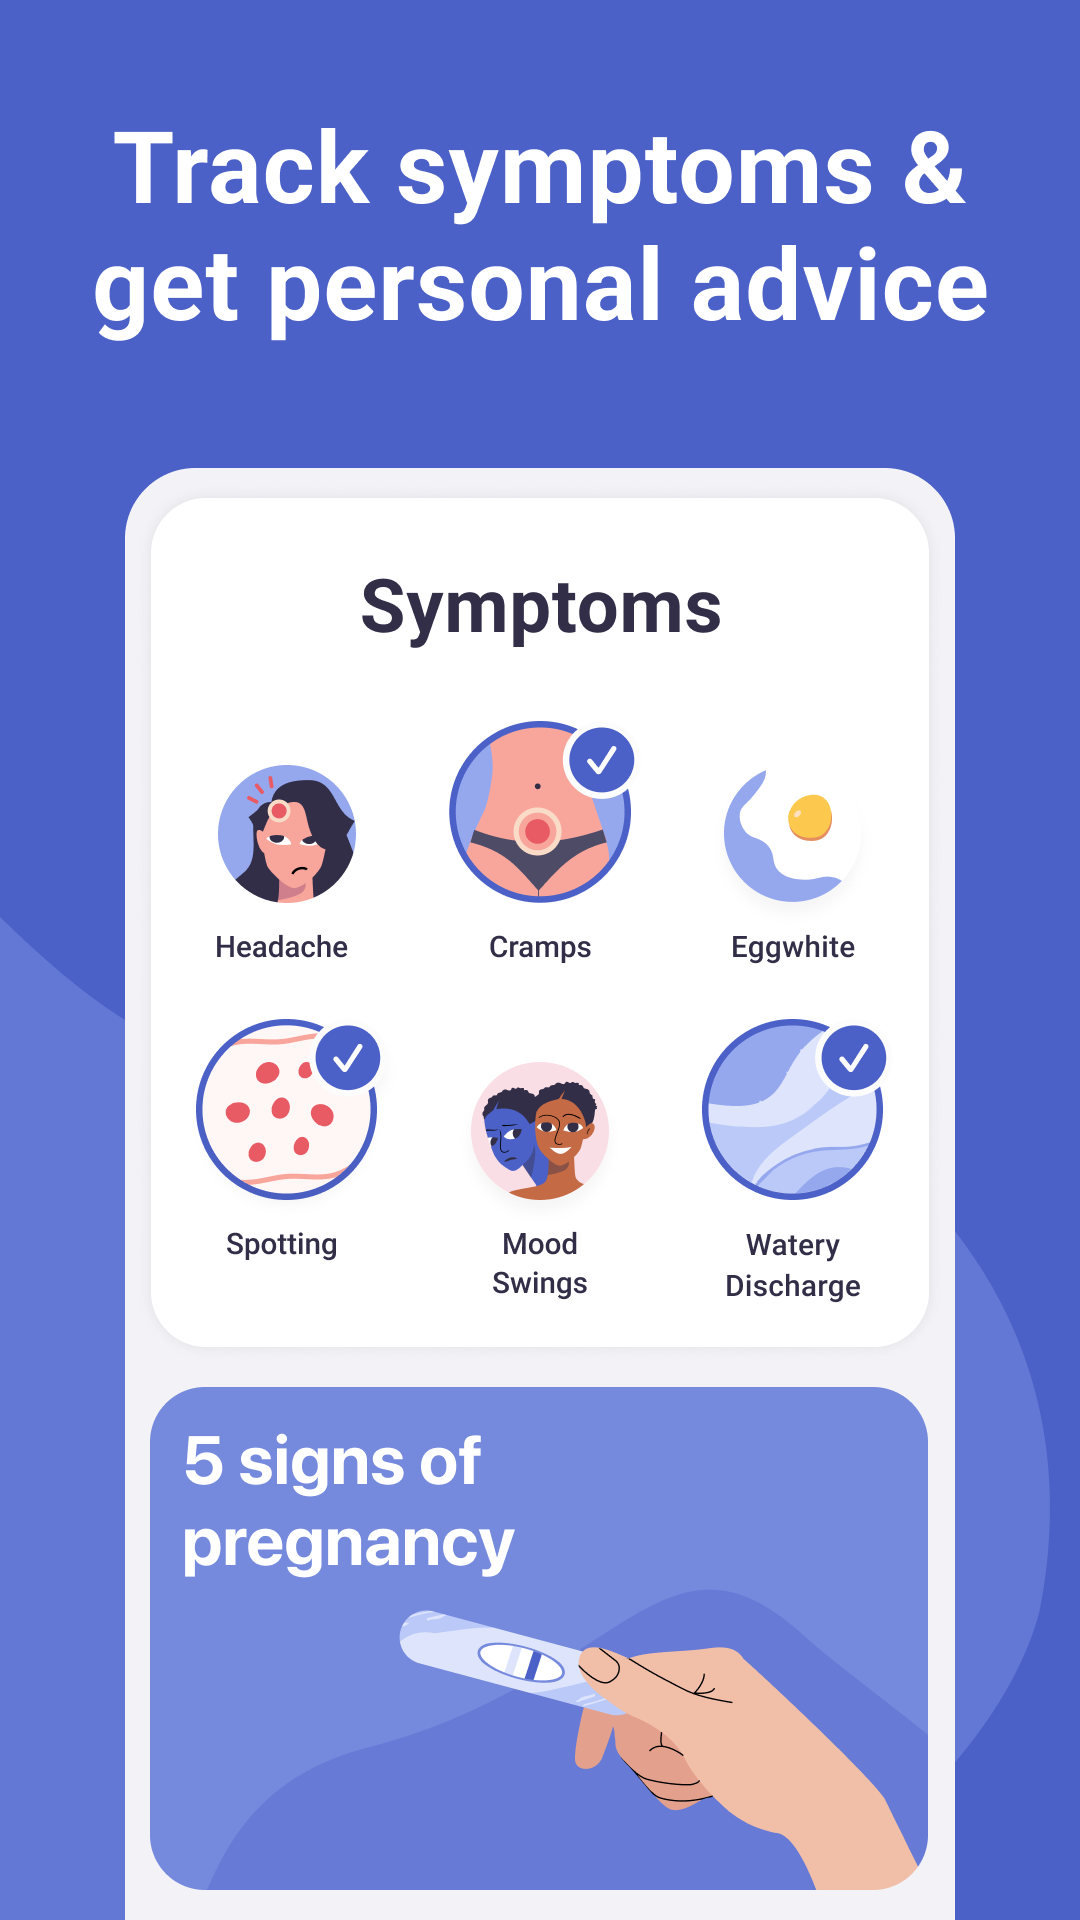 Track symptoms &
get personal advice
Symptoms
Headache
Cramps
Eggwhite
Spotting
Mood
Swings
Watery
Discharge
5 signs of
pregnancy